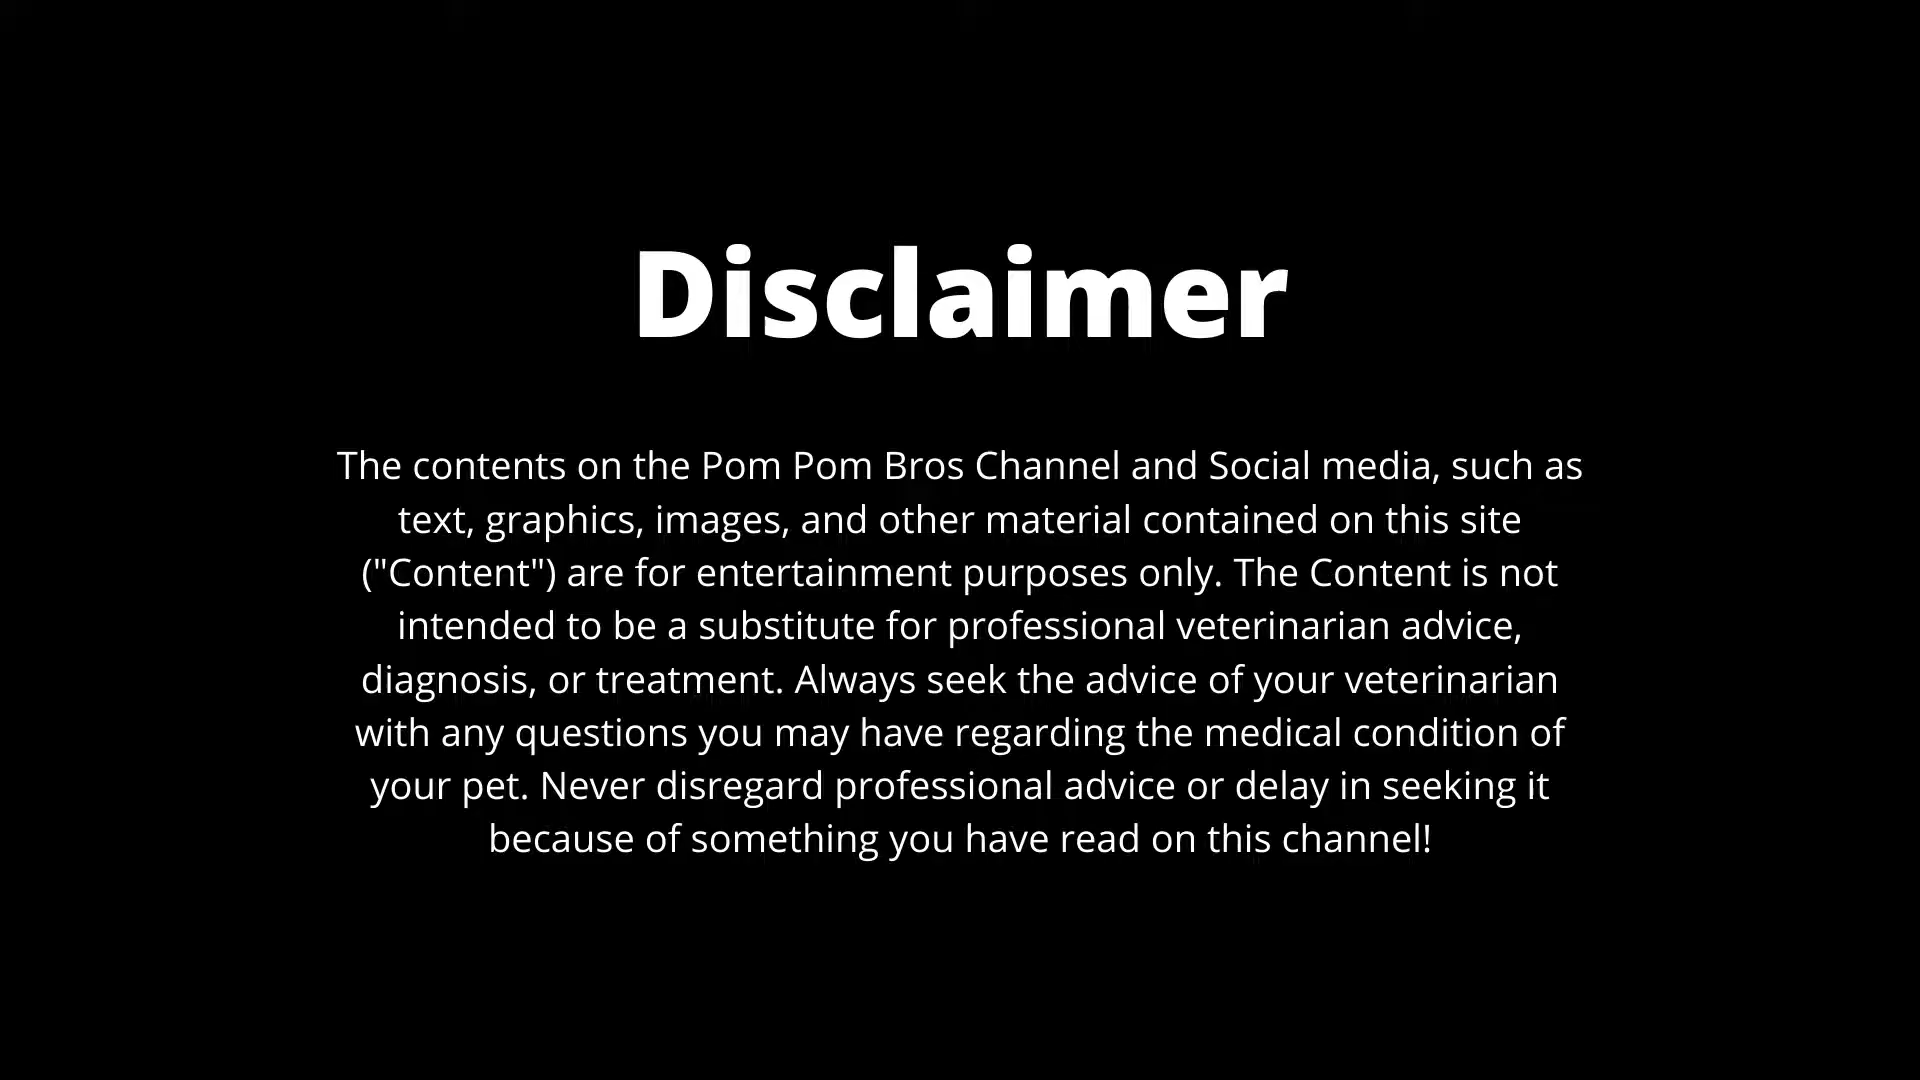 Disclaimer
The contents on the Pom Pom Bros Channel and Social media, such as
text, graphics, images, and other material contained on this site
("Content") are for entertainment purposes only. The Content is not
intended to be a substitute for professional veterinarian advice,
diagnosis, or treatment. Always seek the advice of your veterinarian
with any questions you may have regarding the medical condition of
your pet. Never disregard professional advice or delay in seeking it
because of something you have read on this channel!